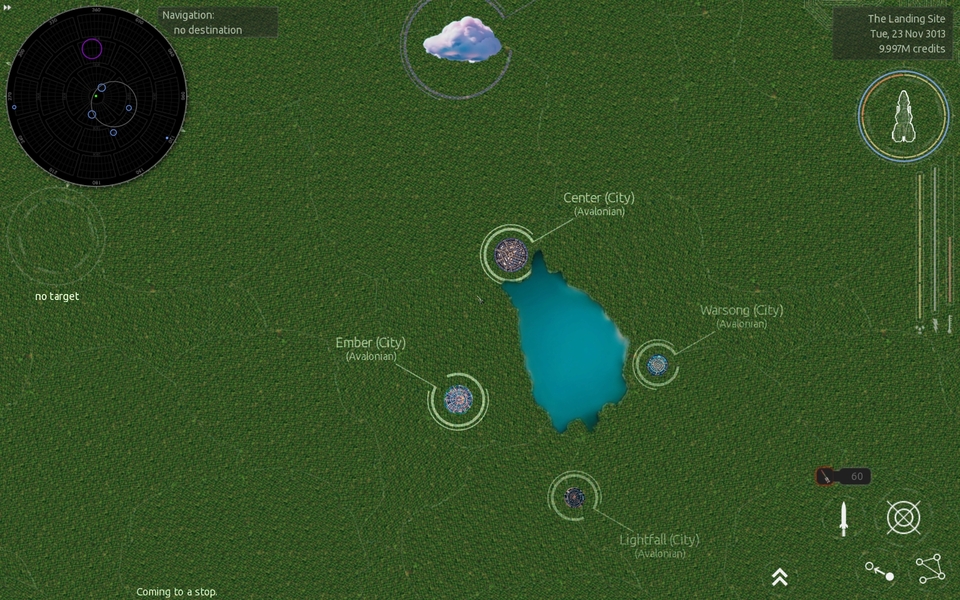 Navigation:
no destination
The Landing Site
Tue, 23 Nov 3013
9.997M credits
Center (City)
(Avalonian)
no target
Warsong (City)
(Avalonian)
Ember (City)
(Avalonian)
60
Lightfall (City)
(Avalonian)
Coming to a stop.